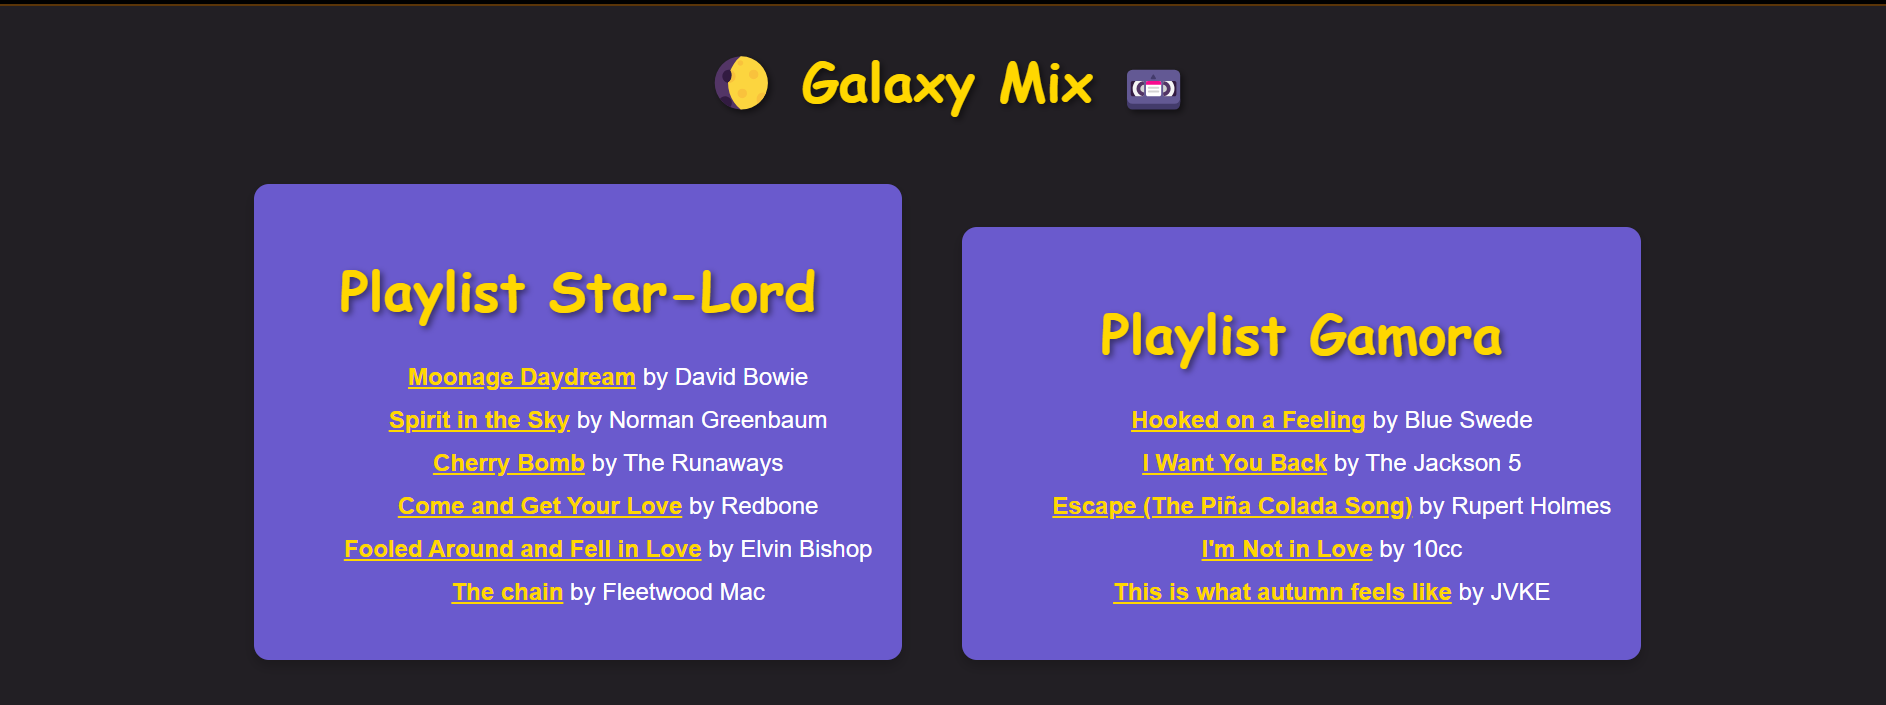 Galaxy Mix
Playlist Star-Lord
Moonage Daydream by David Bowie
Spirit in the Sky by Norman Greenbaum
Cherry Bomb by The Runaways
Come and Get Your Love by Redbone
Fooled Around and Fell in Love by Elvin Bishop
The chain by Fleetwood Mac
Playlist Gamora
Hooked on a Feeling by Blue Swede
I Want You Back by The Jackson 5
Escape (The Piña Colada Song) by Rupert Holmes
I'm Not in Love by 10cc
This is what autumn feels like by JVKE